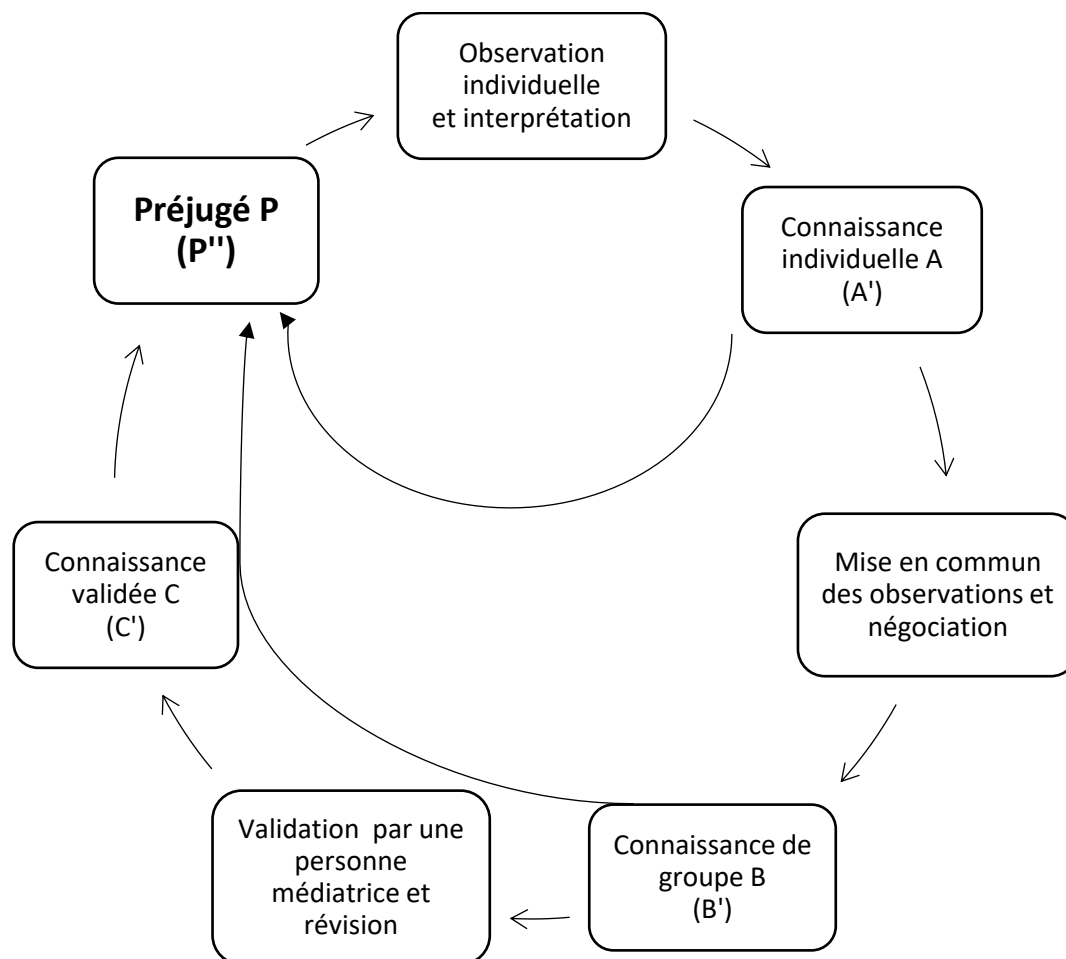 Observation
individuelle
et interprétation
Connaissance
individuelle A
(A')
Mise en commun
des observations et
négociation
Connaissance de
groupe B
(B')
Validation par une
personne
médiatrice et
révision
Connaissance
validée C
(C')
Préjugé P
(P'')